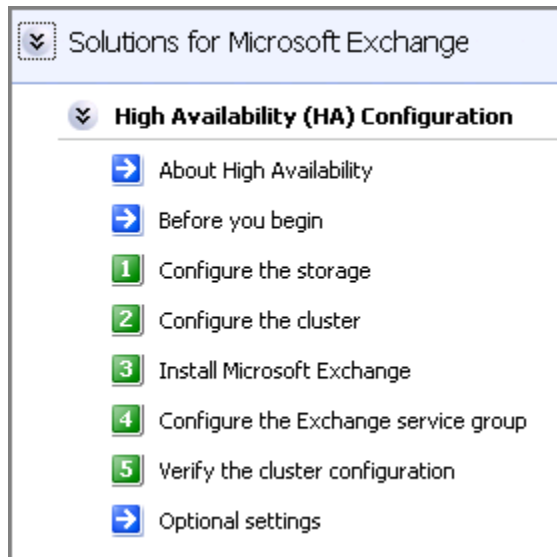 Solutions for Microsoft Exchange
High Availability (HA) Configuration
About High Availability
Before you begin
1 Configure the storage
2 Configure the cluster
3 Install Microsoft Exchange
4 Configure the Exchange service group
5 Verify the cluster configuration
Optional settings